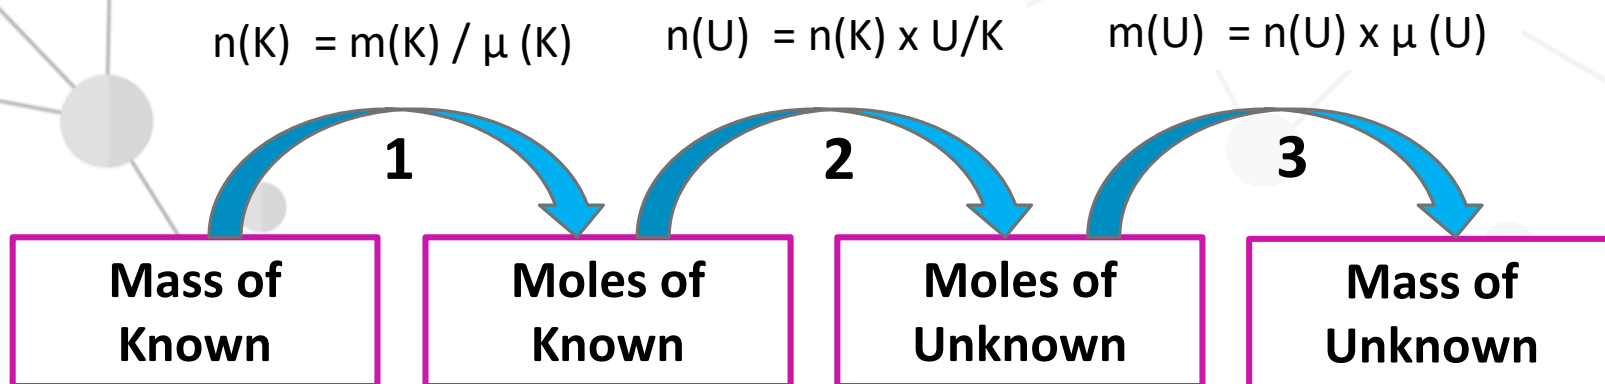 n(K) = m(K) / μ (K)
n(U) = n(K) x U/K
m(U) = n(U) x μ (U)
1
2
3
Mass of
Known
Moles of
Known
Moles of
Unknown
Mass of
Unknown